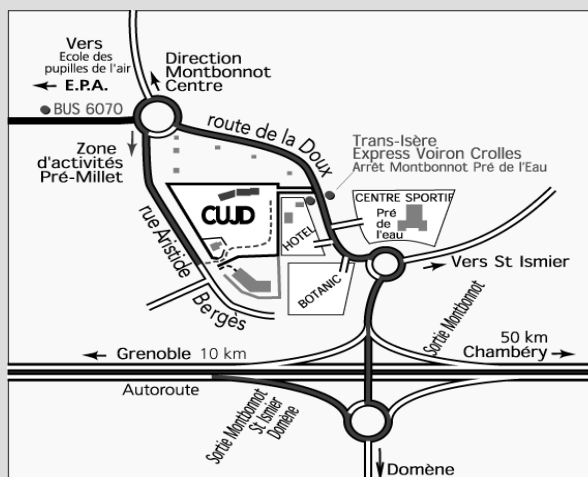 Vers
Ecole des
pupilles de l'air
E.P.A.
BUS 6070
Direction
Montbonnot
Centre
Zone
d'activités
Pré-Millet
route de la Doux
Trans-Isère
Express Voiron Crolles
Arrêt Montbonnot Pré de l'Eau
CENTRE SPORTIF
Pré
de
l'eau
HOTEL
BOTANIC
rue Aristide
Bergès
Vers St Ismier
Sortie Montbonnot
Grenoble 10 km
50 km
Chambéry
Autoroute
Sortie Montbonnot
St Ismier
Domène
Domène